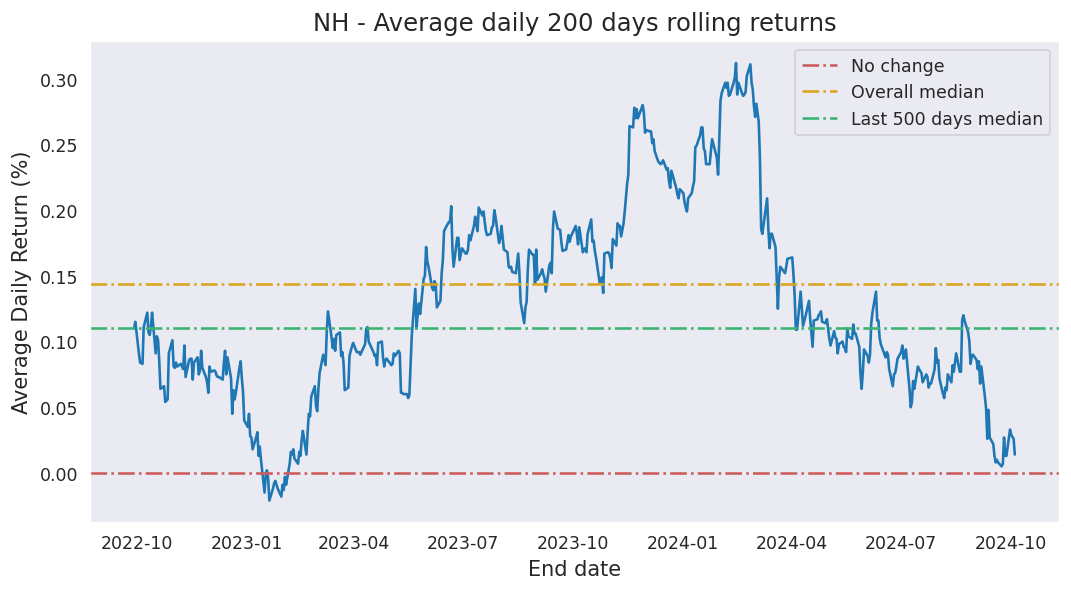 NH - Average daily 200 days rolling returns
No change
Overall median
Last 500 days median
Average Daily Return (%)
0.30
0.25
0.20
0.15
0.10
0.05
0.00
2022-10 2023-01 2023-04 2023-07 2023-10 2024-01 2024-04 2024-07 2024-10
End date